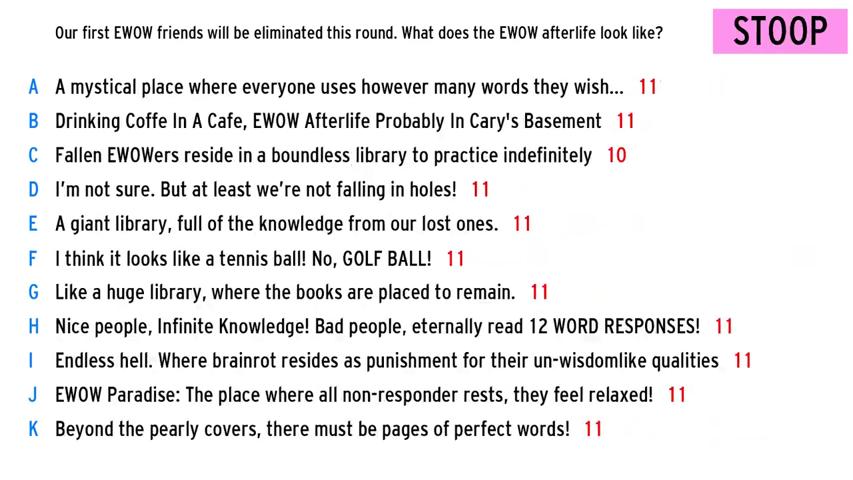 Our first EWOW friends will be eliminated this round. What does the EWOW afterlife look like?
STOOP
A A mystical place where everyone uses however many words they wish... 11
B Drinking Coffe In A Cafe, EWOW Afterlife Probably In Cary's Basement 11
C Fallen EWOWers reside in a boundless library to practice indefinitely 10
D I'm not sure. But at least we're not falling in holes! 11
E A giant library, full of the knowledge from our lost ones. 11
F I think it looks like a tennis ball! No, GOLF BALL! 11
G Like a huge library, where the books are placed to remain. 11
H Nice people, Infinite Knowledge! Bad people, eternally read 12 WORD RESPONSES! 11
I Endless hell. Where brainrot resides as punishment for their un-wisdomlike qualities 11
J EWOW Paradise: The place where all non-responder rests, they feel relaxed! 11
K Beyond the pearly covers, there must be pages of perfect words! 11